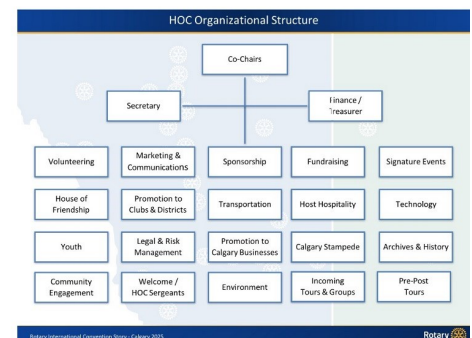 HOC Organizational Structure
Co-Chairs
Secretary
Finance /
Treasurer
Volunteering
Marketing &
Communications
Sponsorship
Fundraising
Signature Events
House of
Friendship
Promotion to
Clubs & Districts
Transportation
Host Hospitality
Technology
Youth
Legal & Risk
Management
Promotion to
Calgary Businesses
Calgary Stampede
Archives & History
Community
Engagement
Welcome /
HOC Sergeants
Environment
Incoming
Tours & Groups
Pre-Post
Tours
Rotary International Convention Story - Calgary 2025
Rotary